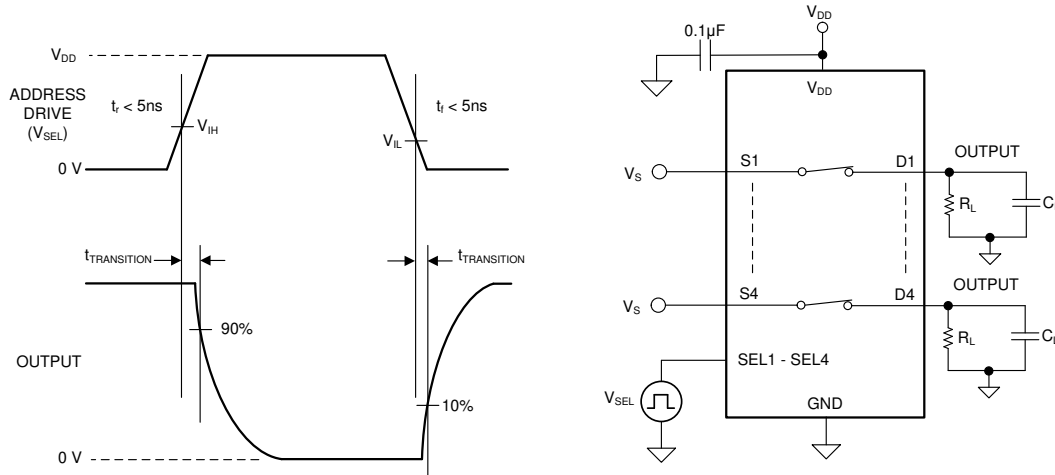 V_DD
ADDRESS
DRIVE
(V_SEL)
t_r < 5ns
V_IH
V_IL
t_f < 5ns
0 V
t_TRANSITION
t_TRANSITION
90%
OUTPUT
10%
0 V
V_DD
0.1µF
V_DD
V_S
S1
D1
OUTPUT
R_L
C
V_S
S4
D4
OUTPUT
R_L
C_L
SEL1 - SEL4
V_SEL
GND